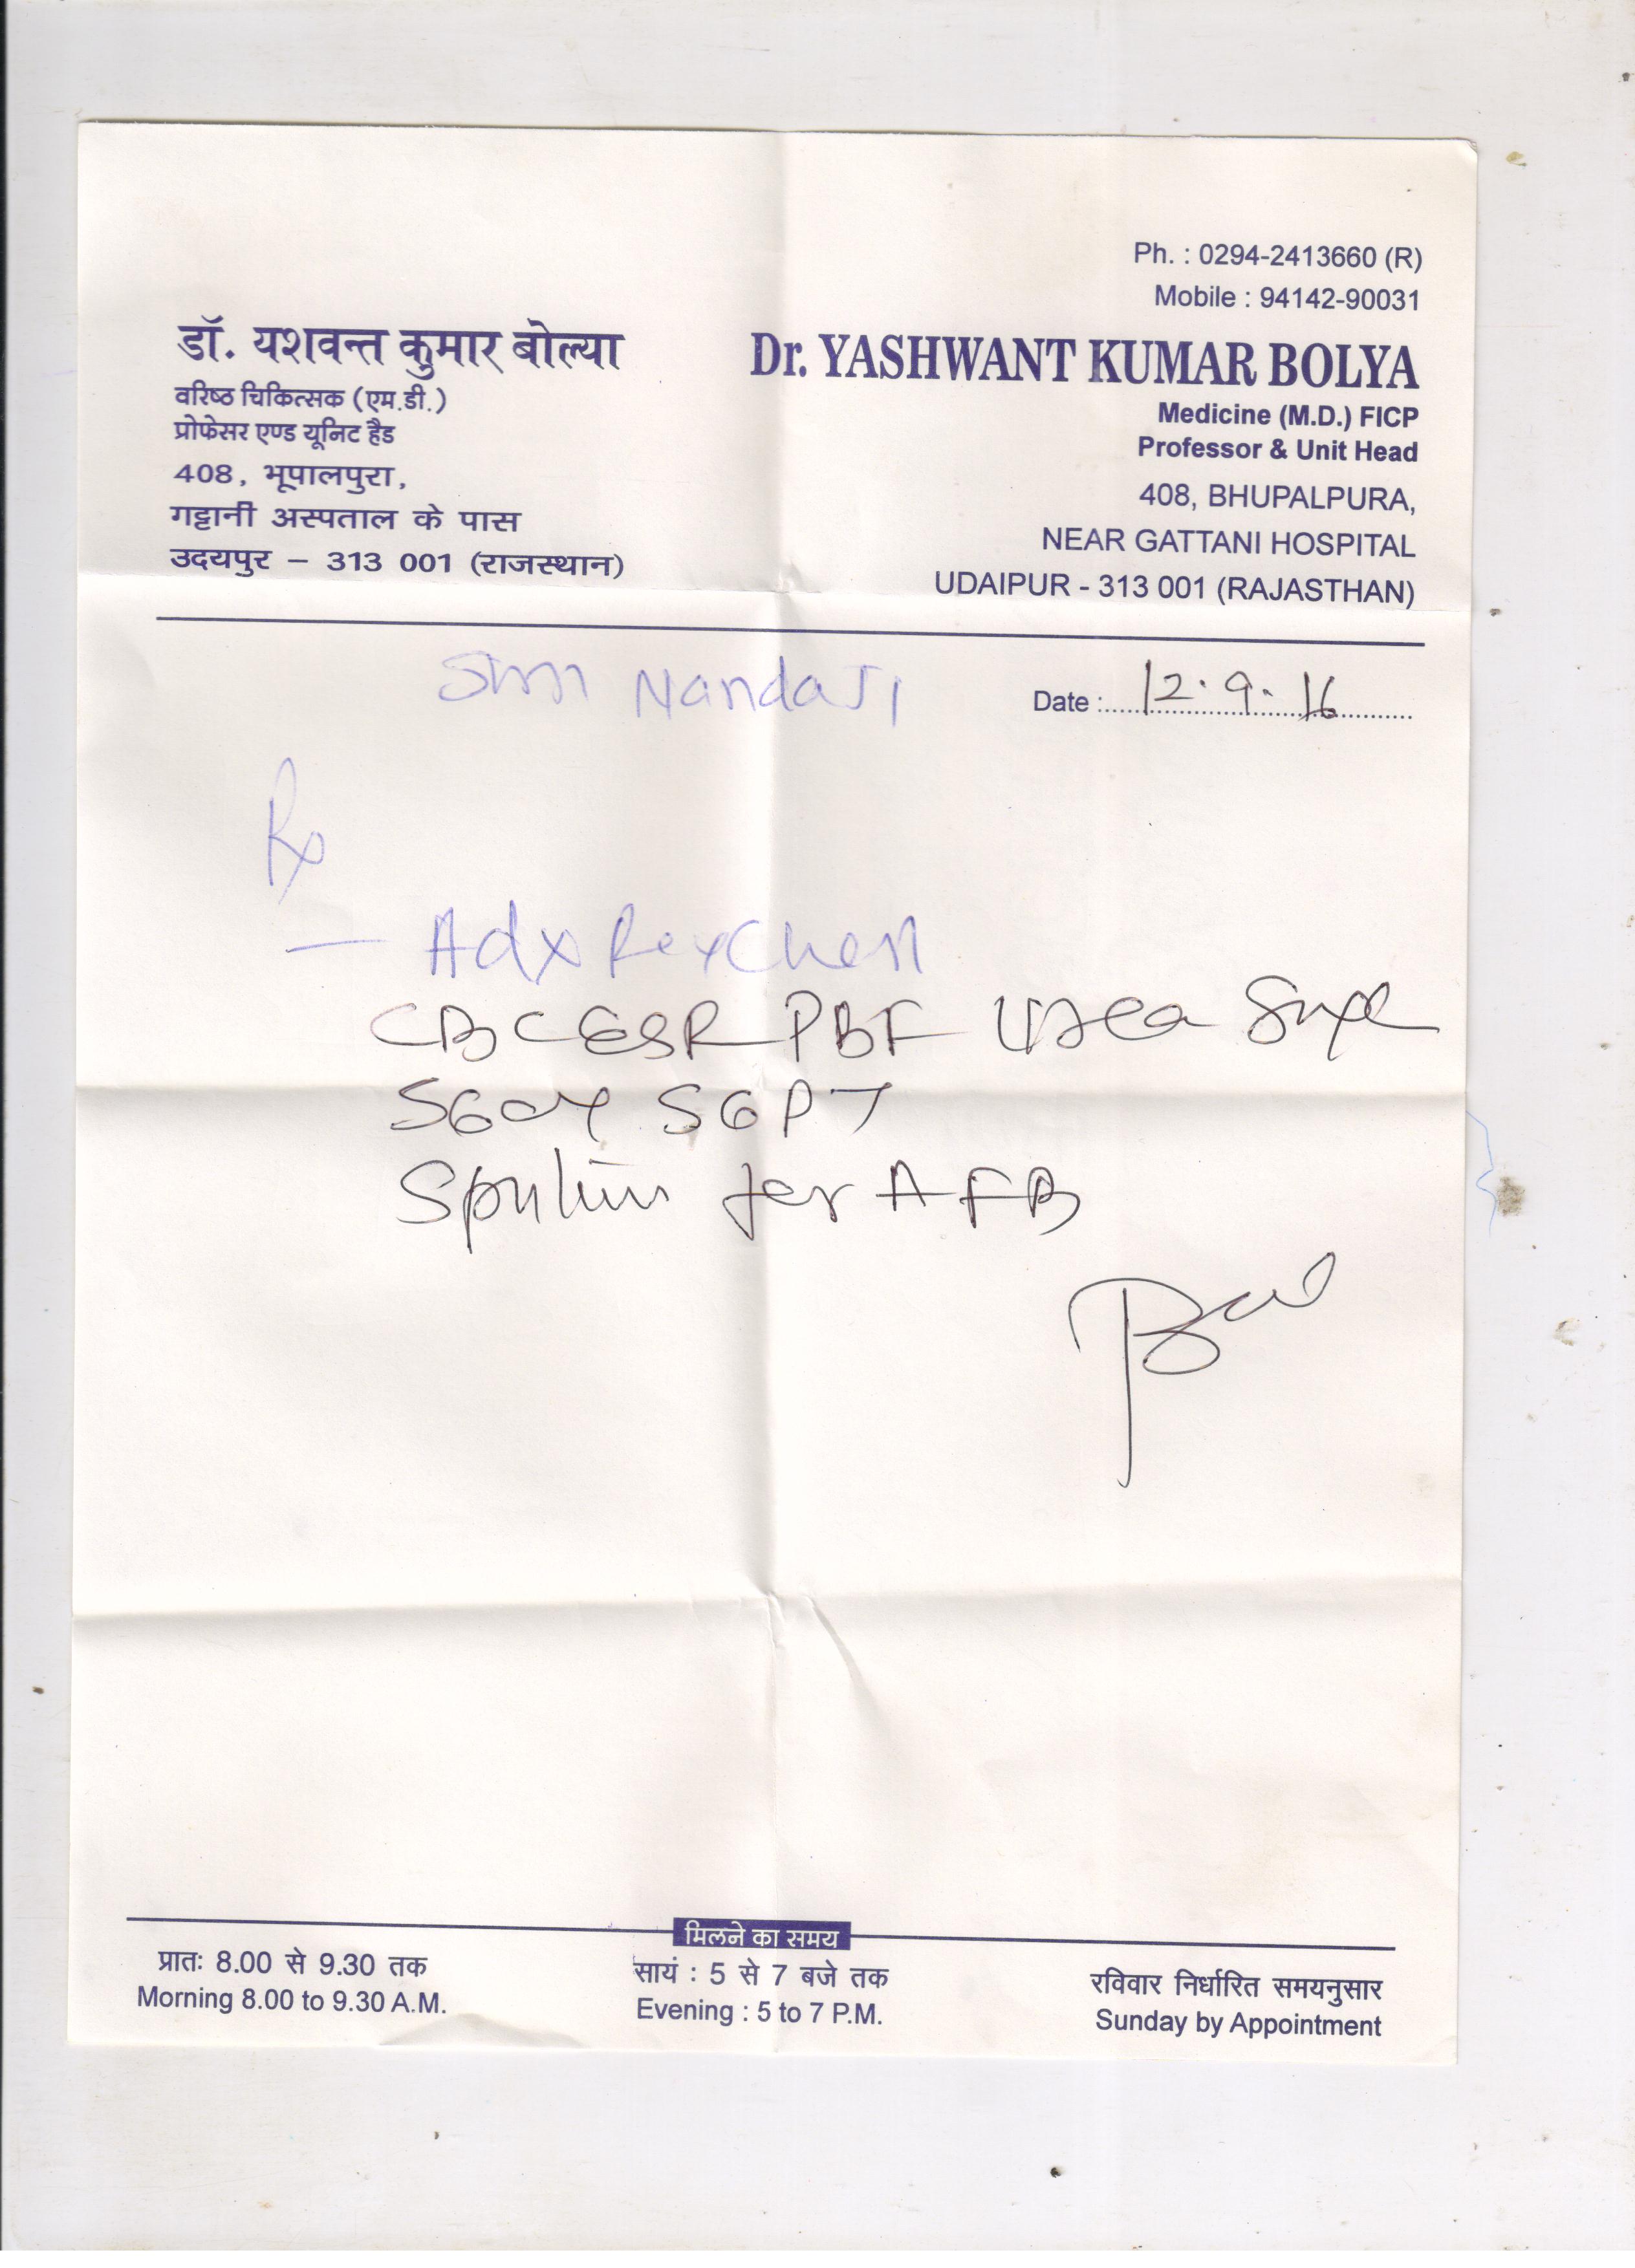 Ph. : 0294-2413660 (R)
Mobile : 94142-90031
डॉ. यशवन्त कुमार बोल्या
वरिष्ठ चिकित्सक (एम.डी.)
प्रोफेसर एण्ड यूनिट हैड
408, भूपालपुरा,
गट्टानी अस्पताल के पास
उदयपुर – 313 001 (राजस्थान)
Dr. YASHWANT KUMAR BOLYA
Medicine (M.D.) FICP
Professor & Unit Head
408, BHUPALPURA,
NEAR GATTANI HOSPITAL
UDAIPUR - 313 001 (RAJASTHAN)
Nanda Ji
Date : 12.9.16
Rx
– Adx
CBC ESR PBF Urea
SGOT SGPT
Sputum for AFB
मिलने का समय
प्रातः 8.00 से 9.30 तक
Morning 8.00 to 9.30 A.M.
सायं : 5 से 7 बजे तक
Evening : 5 to 7 P.M.
रविवार निर्धारित समयनुसार
Sunday by Appointment